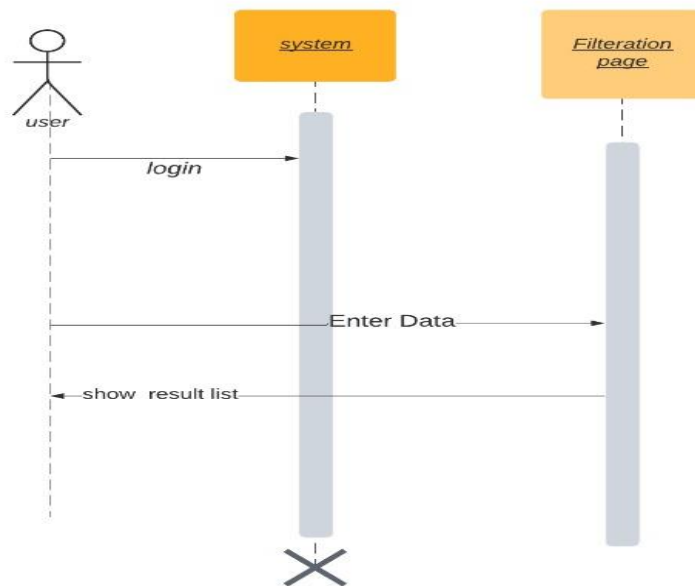 system
Filteration
page
user
login
Enter Data
show result list